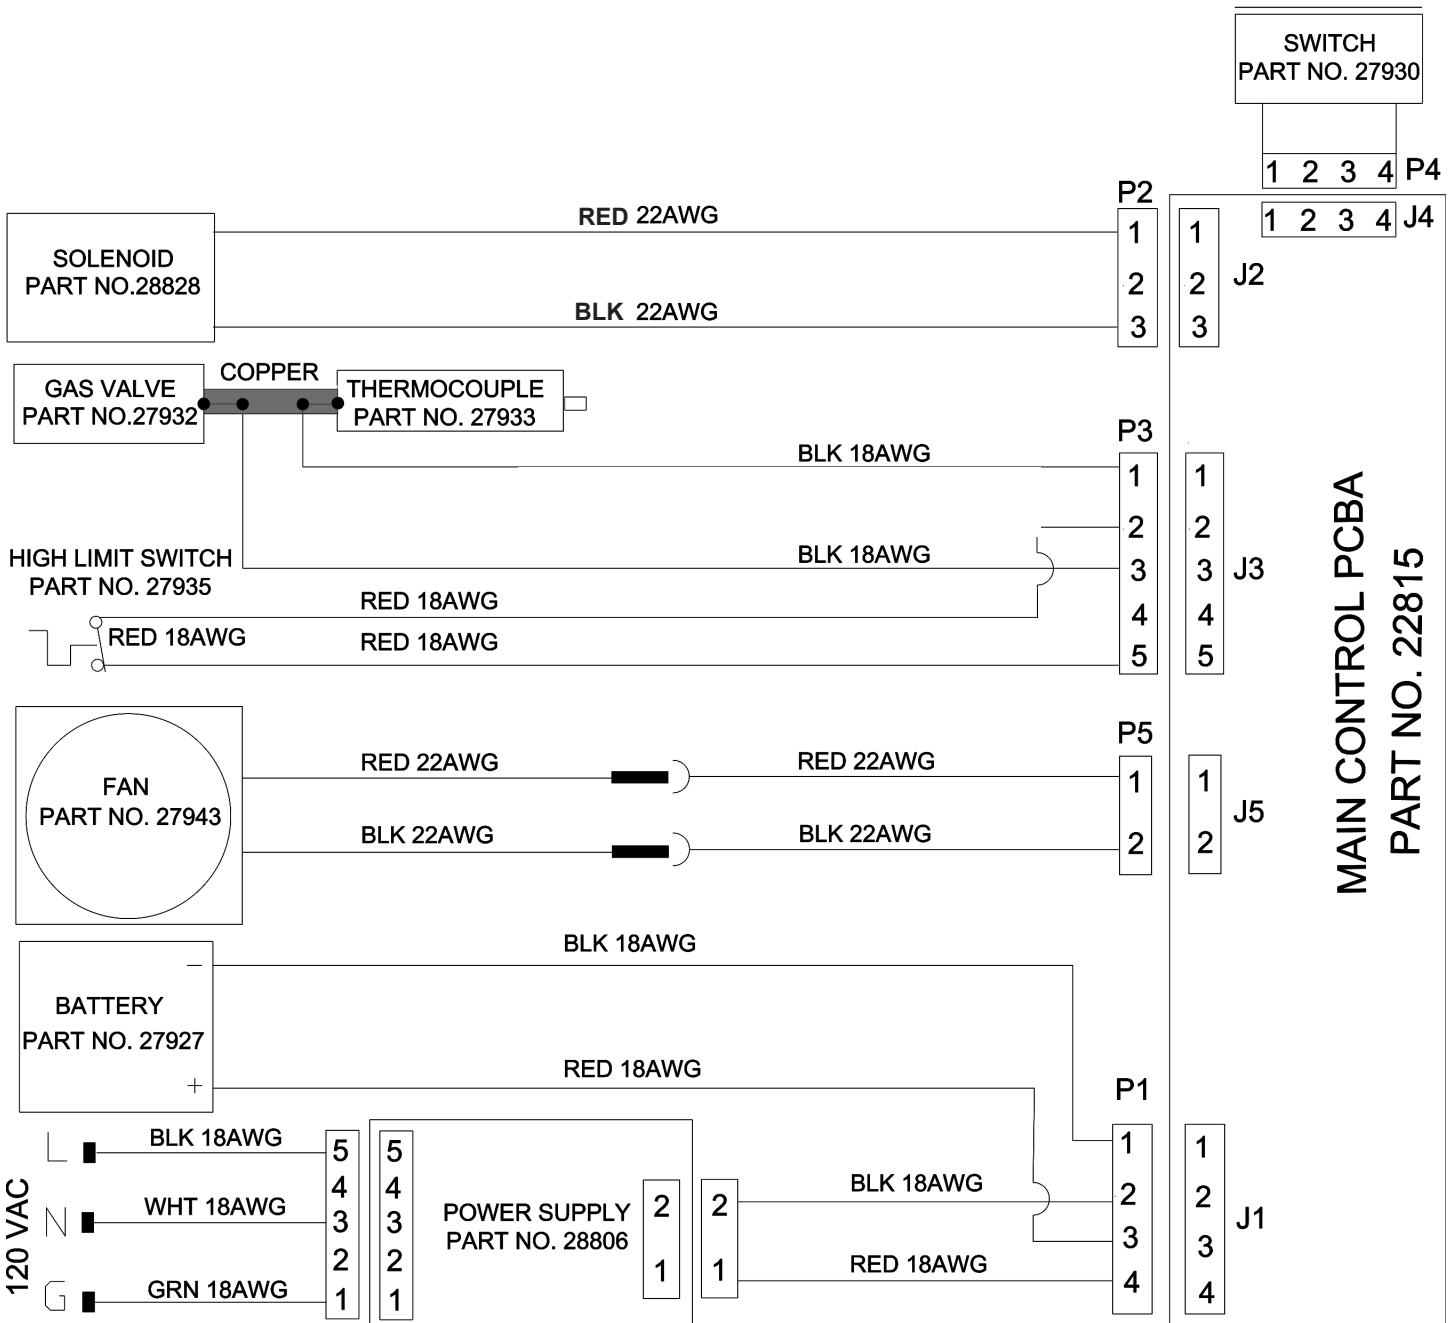 SWITCH
PART NO. 27930
1 2 3 4 P4
1 2 3 4 J4
SOLENOID
PART NO.28828
RED 22AWG
BLK 22AWG
P2
1
2
3
1
2
3
J2
GAS VALVE
PART NO.27932
COPPER
THERMOCOUPLE
PART NO. 27933
BLK 18AWG
BLK 18AWG
P3
1
2
3
4
5
1
2
3
4
5
J3
HIGH LIMIT SWITCH
PART NO. 27935
RED 18AWG
RED 18AWG
RED 18AWG
MAIN CONTROL PCBA
PART NO. 22815
FAN
PART NO. 27943
RED 22AWG
RED 22AWG
BLK 22AWG
BLK 22AWG
P5
1
2
1
2
J5
BATTERY
PART NO. 27927
−
+
BLK 18AWG
RED 18AWG
P1
1
2
3
4
1
2
3
4
J1
120 VAC
L
N
G
BLK 18AWG
WHT 18AWG
GRN 18AWG
5
4
3
2
1
5
4
3
2
1
POWER SUPPLY
PART NO. 28806
2
1
2
1
BLK 18AWG
RED 18AWG